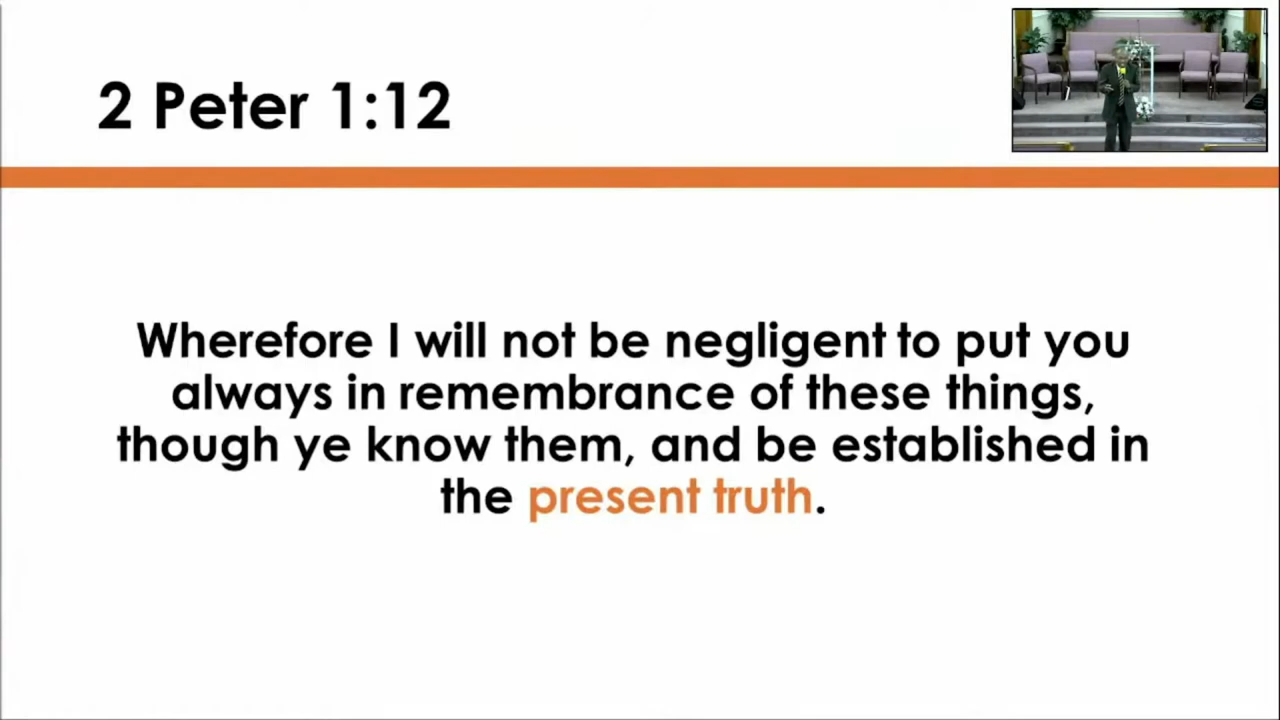 2 Peter 1:12
Wherefore I will not be negligent to put you
always in remembrance of these things,
though ye know them, and be established in
the present truth.